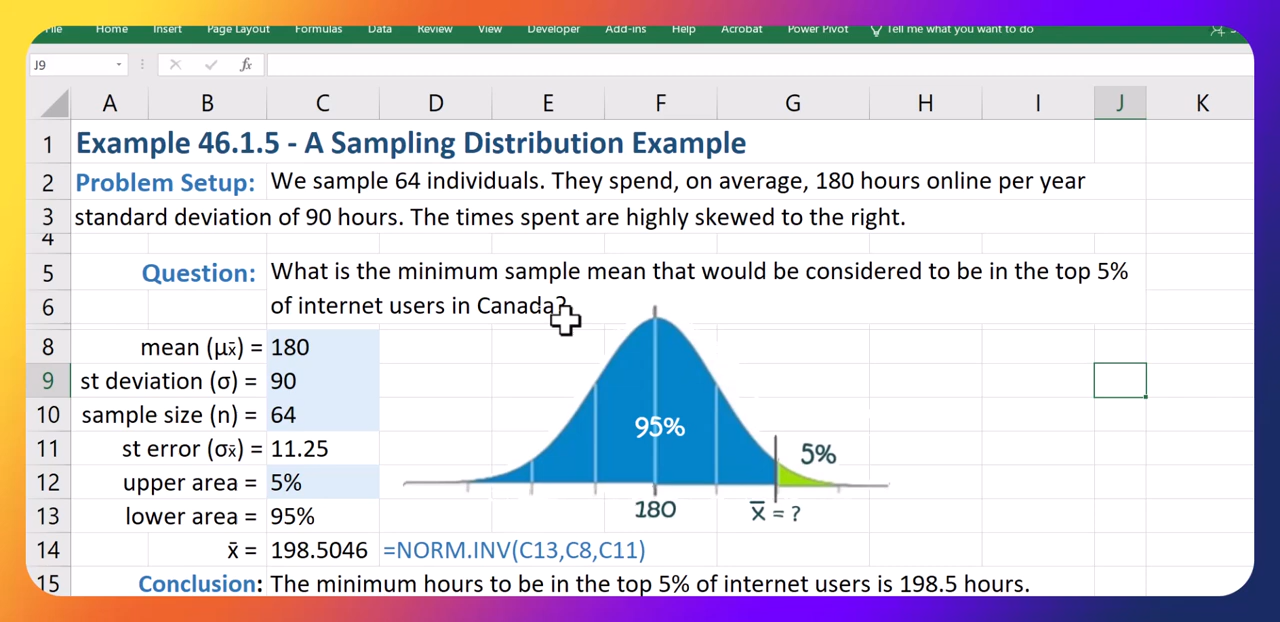 File Home Insert Page Layout Formulas Data Review View Developer Add-ins Help Acrobat Power Pivot Tell me what you want to do
J9 fx
A B C D E F G H I J K
1 Example 46.1.5 - A Sampling Distribution Example
2 Problem Setup: We sample 64 individuals. They spend, on average, 180 hours online per year
3 standard deviation of 90 hours. The times spent are highly skewed to the right.
4
5 Question: What is the minimum sample mean that would be considered to be in the top 5%
6 of internet users in Canada?
8 mean (μx̄) = 180
9 st deviation (σ) = 90
10 sample size (n) = 64
95%
11 st error (σx̄) = 11.25
5%
12 upper area = 5%
13 lower area = 95%
180 x̄ = ?
14 x̄ = 198.5046 =NORM.INV(C13,C8,C11)
15 Conclusion: The minimum hours to be in the top 5% of internet users is 198.5 hours.